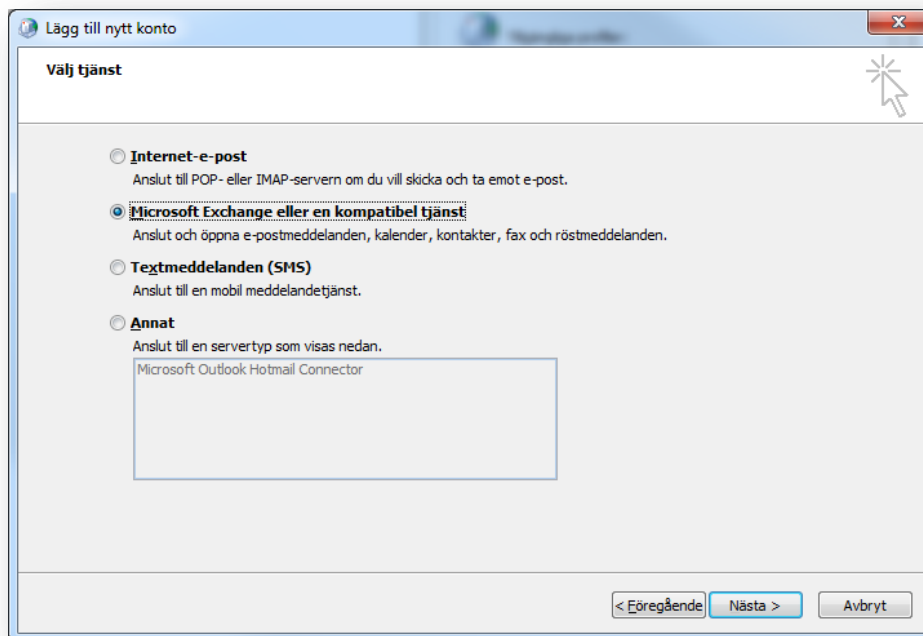 Lägg till nytt konto
Välj tjänst
Internet-e-post
Anslut till POP- eller IMAP-servern om du vill skicka och ta emot e-post.
Microsoft Exchange eller en kompatibel tjänst
Anslut och öppna e-postmeddelanden, kalender, kontakter, fax och röstmeddelanden.
Textmeddelanden (SMS)
Anslut till en mobil meddelandetjänst.
Annat
Anslut till en servertyp som visas nedan.
Microsoft Outlook Hotmail Connector
< Föregående Nästa > Avbryt